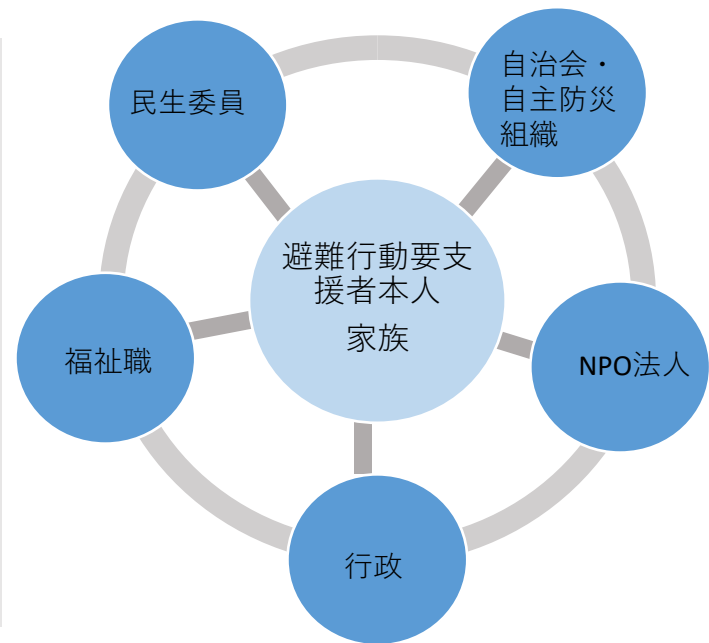 民生委員
自治会・
自主防災
組織
避難行動要支
援者本人
家族
福祉職
NPO法人
行政